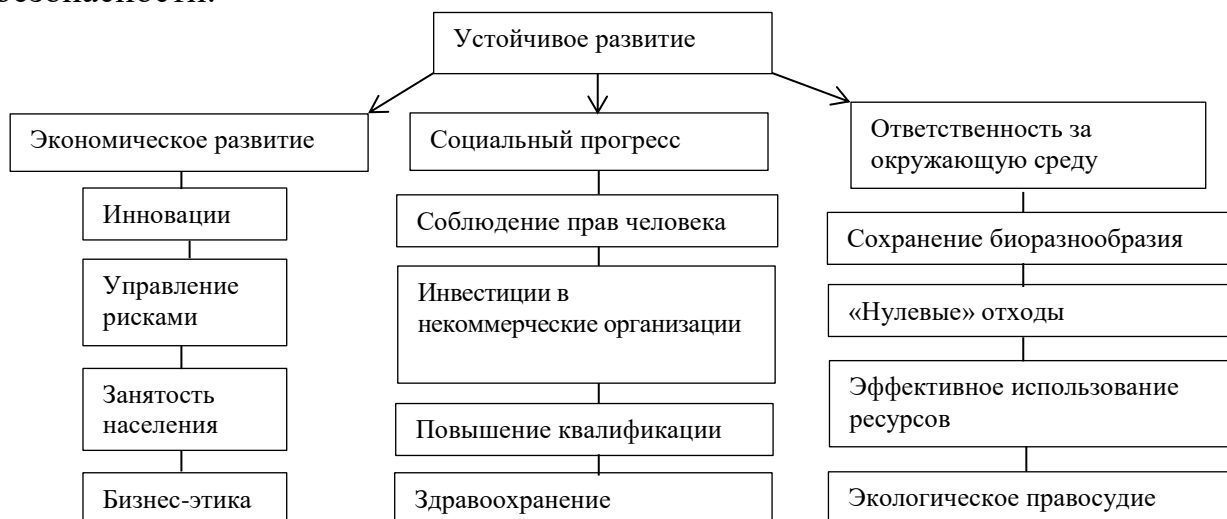 безопасности.
Устойчивое развитие
Экономическое развитие
Социальный прогресс
Ответственность за
окружающую среду
Инновации
Управление
рисками
Занятость
населения
Бизнес-этика
Соблюдение прав человека
Инвестиции в
некоммерческие организации
Повышение квалификации
Здравоохранение
Сохранение биоразнообразия
«Нулевые» отходы
Эффективное использование
ресурсов
Экологическое правосудие